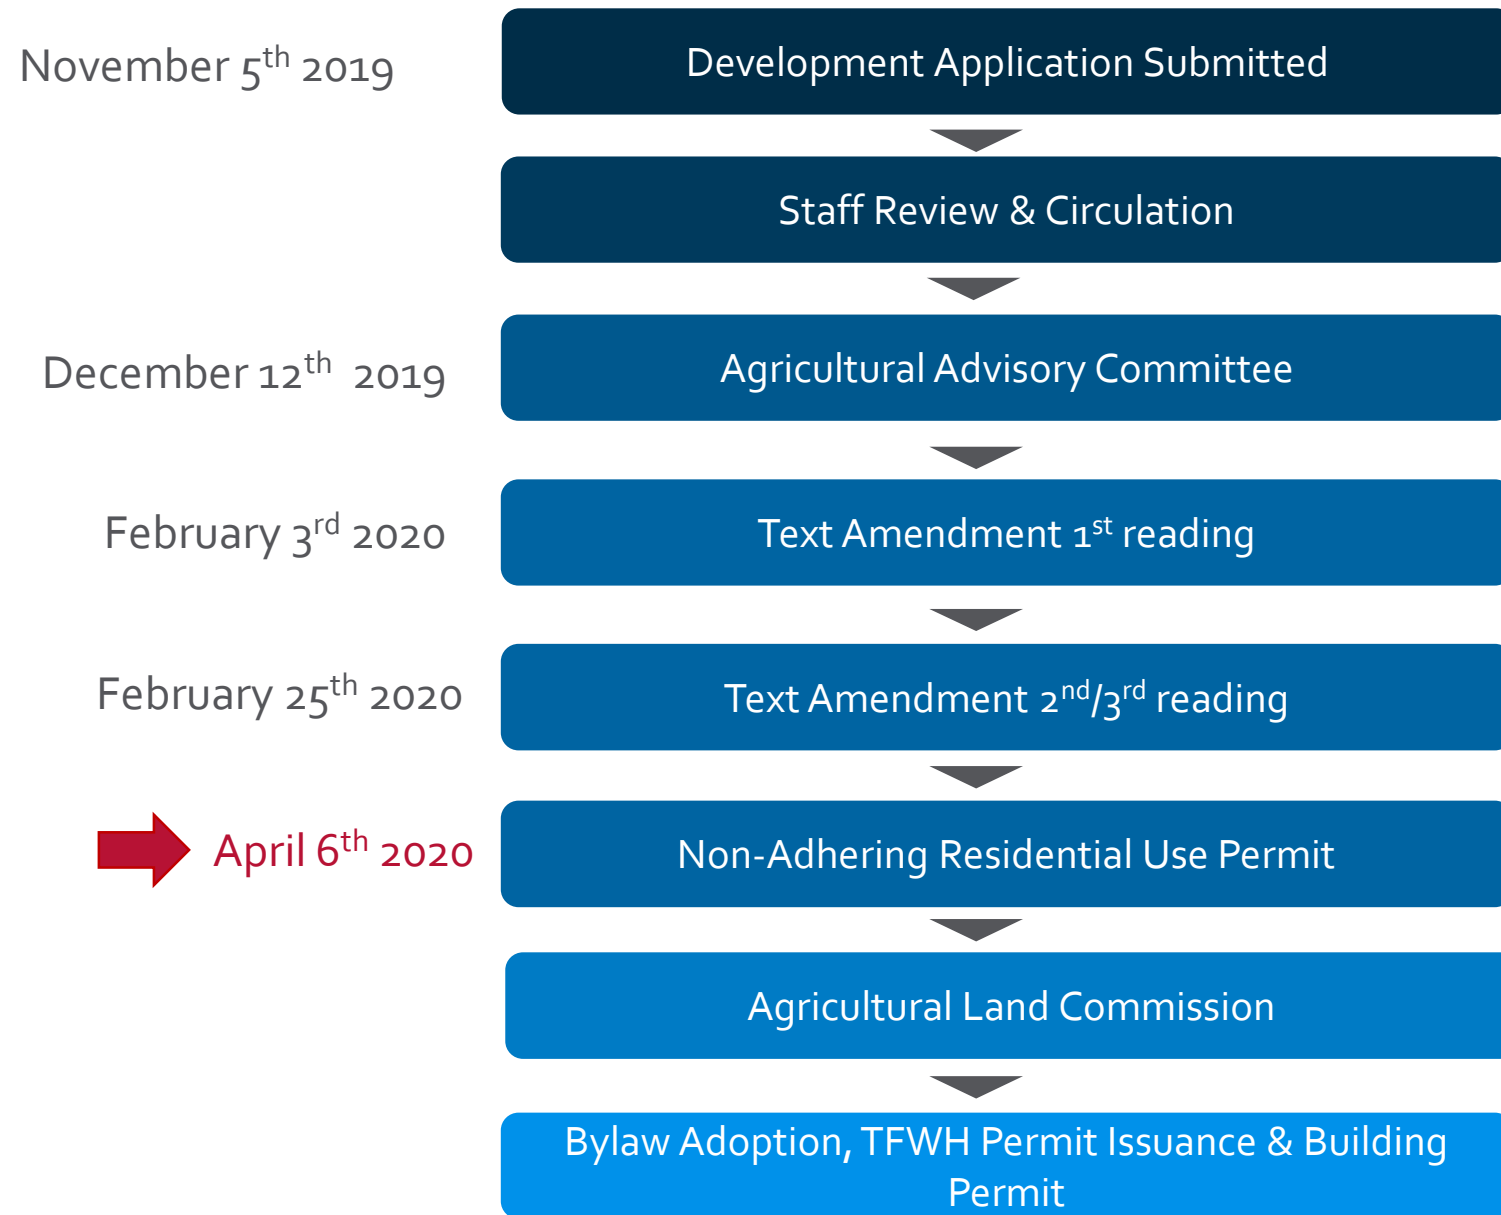 November 5th 2019
Development Application Submitted
Staff Review & Circulation
December 12th 2019
Agricultural Advisory Committee
February 3rd 2020
Text Amendment 1st reading
February 25th 2020
Text Amendment 2nd/3rd reading
April 6th 2020
Non-Adhering Residential Use Permit
Agricultural Land Commission
Bylaw Adoption, TFWH Permit Issuance & Building
Permit